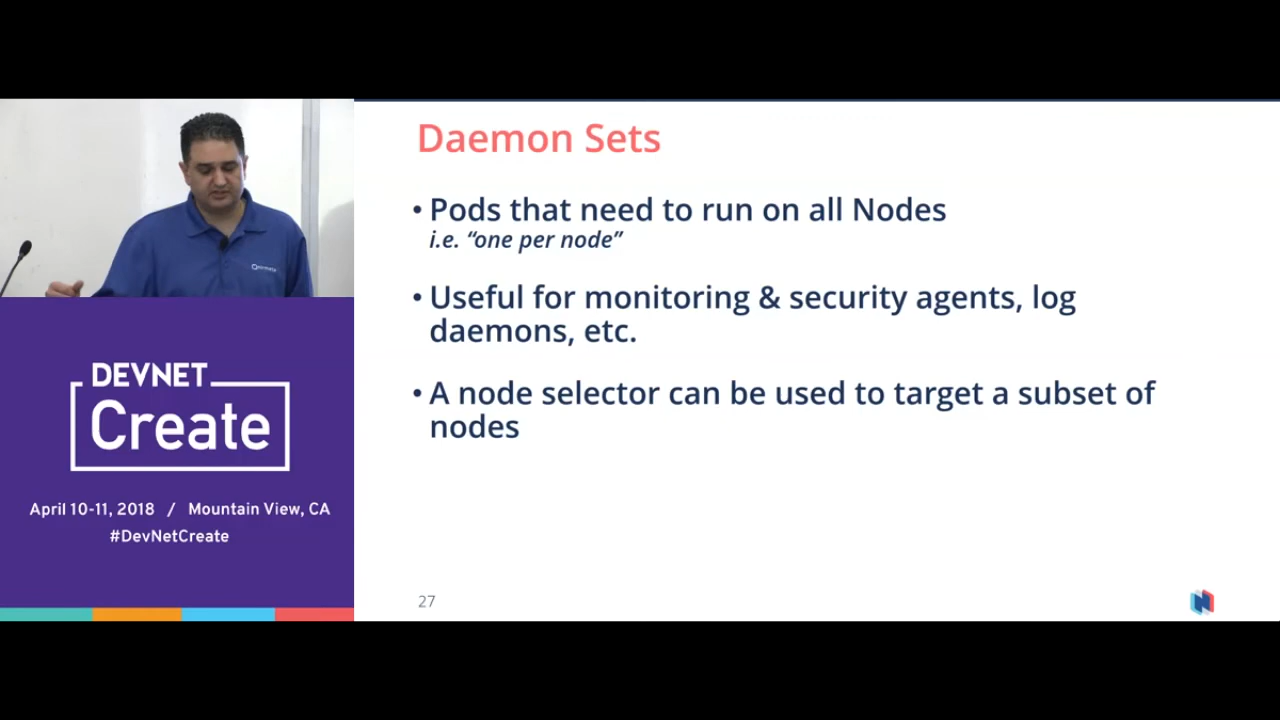 Daemon Sets
• Pods that need to run on all Nodes
i.e. “one per node”
• Useful for monitoring & security agents, log
daemons, etc.
• A node selector can be used to target a subset of
nodes
27
DEVNET
Create
April 10-11, 2018 / Mountain View, CA
#DevNetCreate